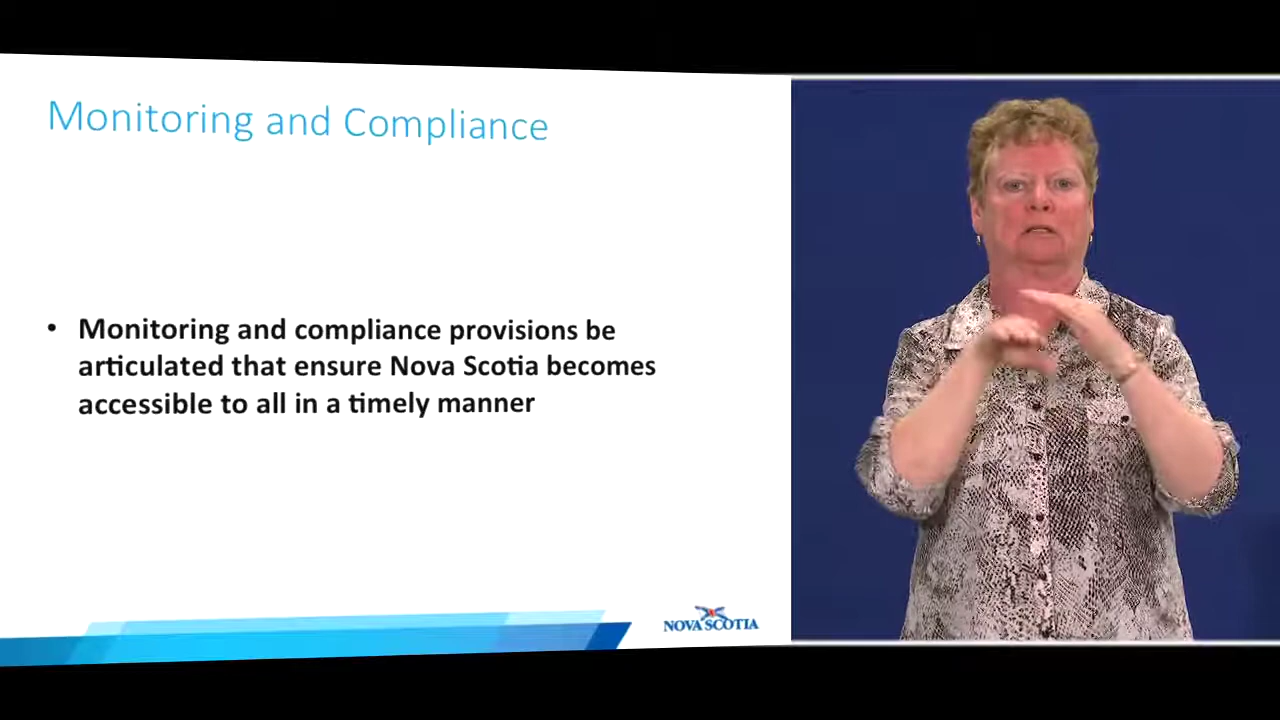 Monitoring and Compliance
• Monitoring and compliance provisions be
articulated that ensure Nova Scotia becomes
accessible to all in a timely manner
NOVA SCOTIA